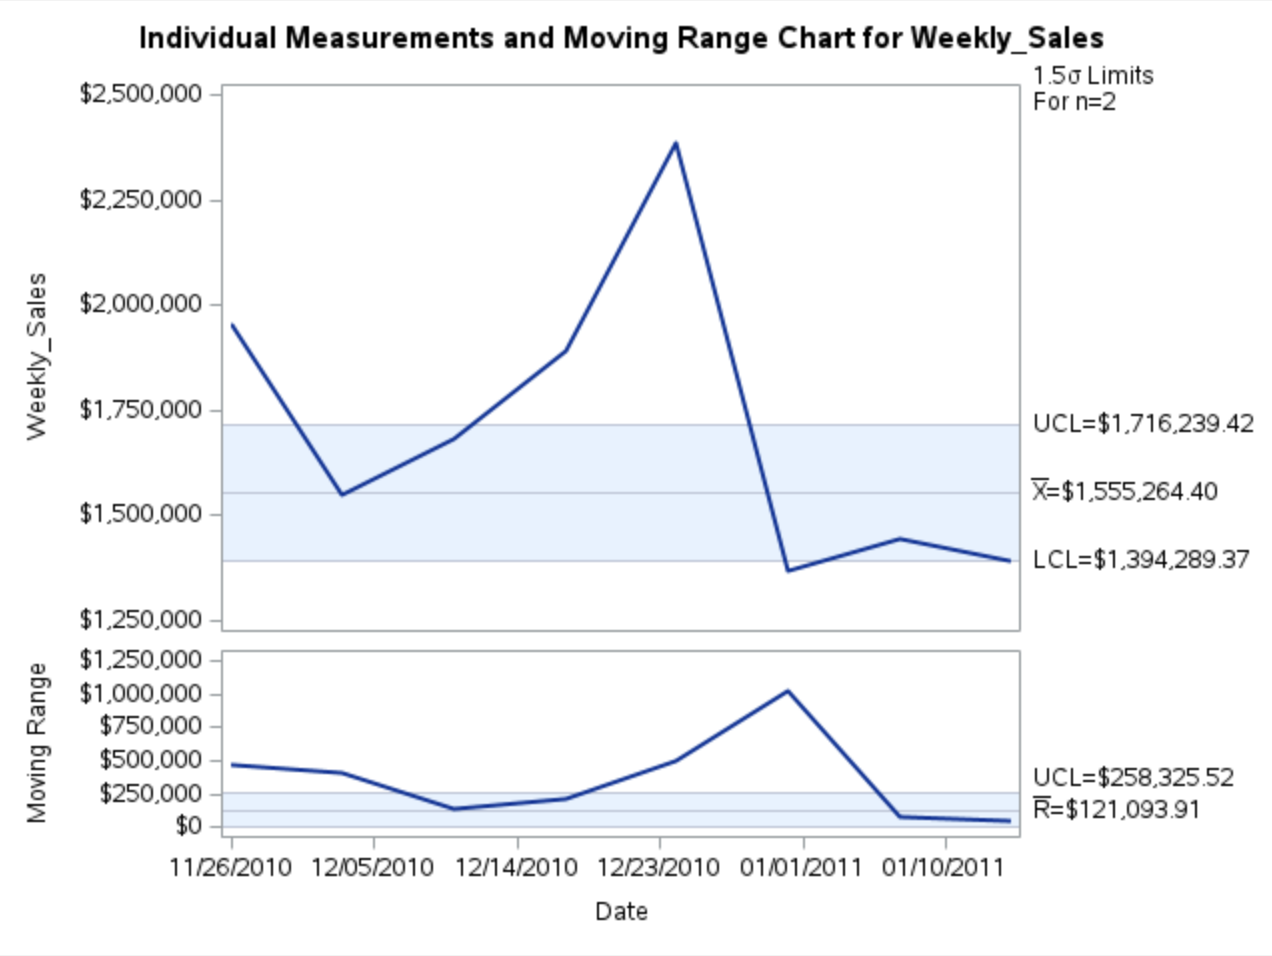 Individual Measurements and Moving Range Chart for Weekly_Sales
1.5σ Limits
For n=2
$2,500,000
$2,250,000
$2,000,000
$1,750,000
$1,500,000
$1,250,000
Weekly_Sales
UCL=$1,716,239.42
X̅=$1,555,264.40
LCL=$1,394,289.37
$1,250,000
$1,000,000
$750,000
$500,000
$250,000
$0
Moving Range
UCL=$258,325.52
R̅=$121,093.91
11/26/2010 12/05/2010 12/14/2010 12/23/2010 01/01/2011 01/10/2011
Date